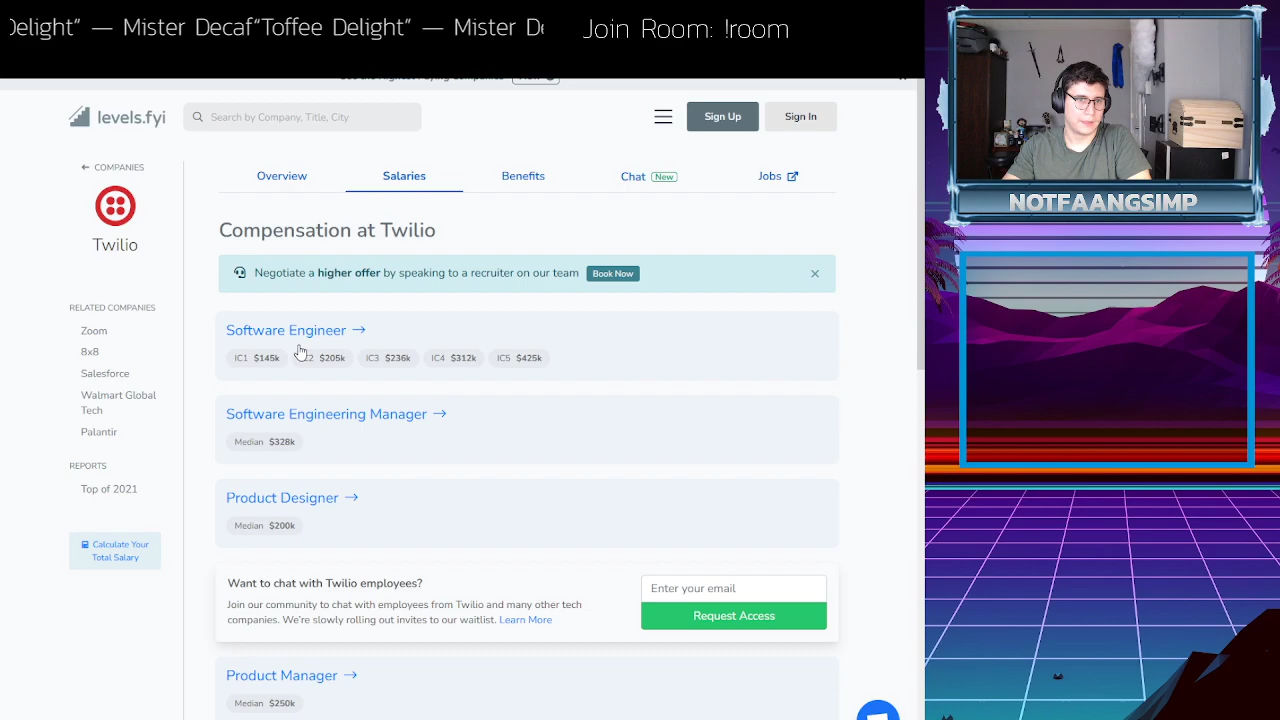 Delight" — Mister Decaf"Toffee Delight" — Mister De
Join Room: !room
levels.fyi
Search by Company, Title, City
Sign Up
Sign In
COMPANIES
Twilio
RELATED COMPANIES
Zoom
8x8
Salesforce
Walmart Global
Tech
Palantir
REPORTS
Top of 2021
Calculate Your
Total Salary
Overview
Salaries
Benefits
Chat New
Jobs
Compensation at Twilio
Negotiate a higher offer by speaking to a recruiter on our team Book Now
Software Engineer
IC1 $145k 2 $205k IC3 $236k IC4 $312k IC5 $425k
Software Engineering Manager
Median $328k
Product Designer
Median $200k
Want to chat with Twilio employees?
Join our community to chat with employees from Twilio and many other tech
companies. We're slowly rolling out invites to our waitlist. Learn More
Enter your email
Request Access
Product Manager
Median $250k
NOTFAANGSIMP